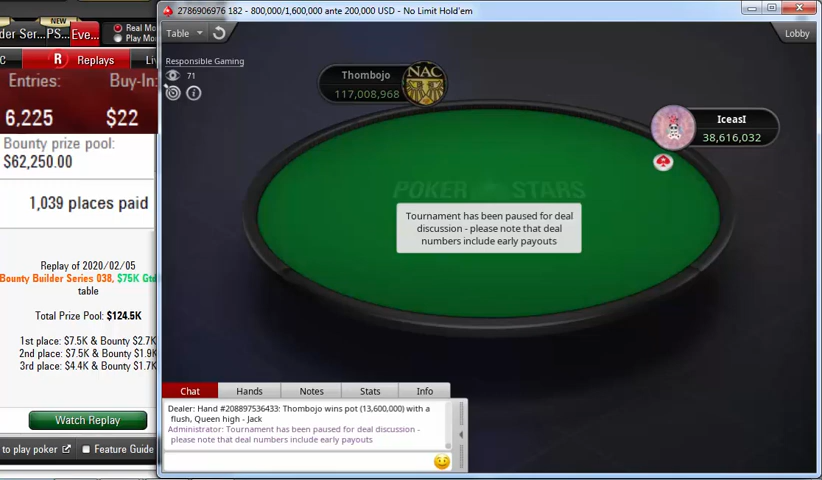 2786906976 182 - 800,000/1,600,000 ante 200,000 USD - No Limit Hold'em
Table
Lobby
NEW
der Ser...
PS...
Eve...
Real Mo
Play Mo
C
R
Replays
Liv
Entries:
Buy-In:
6,225
$22
Bounty prize pool:
$62,250.00
1,039 places paid
Replay of 2020/02/05
Bounty Builder Series 038, $75K Gtd
table
Total Prize Pool: $124.5K
1st place: $7.5K & Bounty $2.7K
2nd place: $7.5K & Bounty $1.9K
3rd place: $4.4K & Bounty $1.7K
Watch Replay
to play poker
Feature Guide
Responsible Gaming
71
Thombojo
117,008,968
NAC
IceasI
38,616,032
POKER STARS
Tournament has been paused for deal
discussion - please note that deal
numbers include early payouts
Chat
Hands
Notes
Stats
Info
Dealer: Hand #208897536433: Thombojo wins pot (13,600,000) with a
flush, Queen high - Jack
Administrator: Tournament has been paused for deal discussion -
please note that deal numbers include early payouts